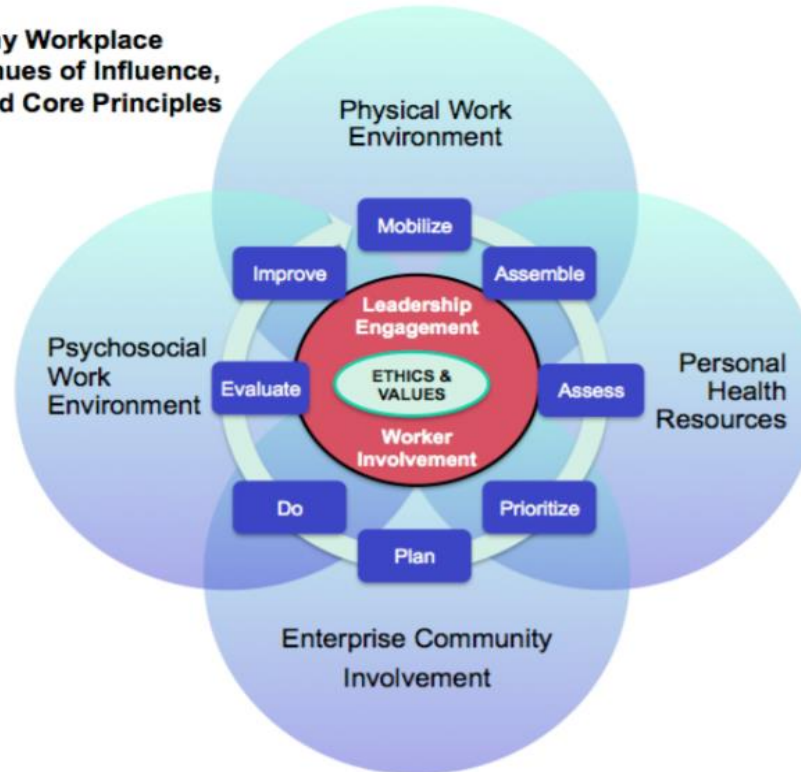 Workplace
of Influence,
Core Principles
Physical Work
Environment
Mobilize
Improve
Assemble
Leadership
Engagement
Psychosocial
Work
Environment
Evaluate
ETHICS &
VALUES
Assess
Personal
Health
Resources
Worker
Involvement
Do
Prioritize
Plan
Enterprise Community
Involvement